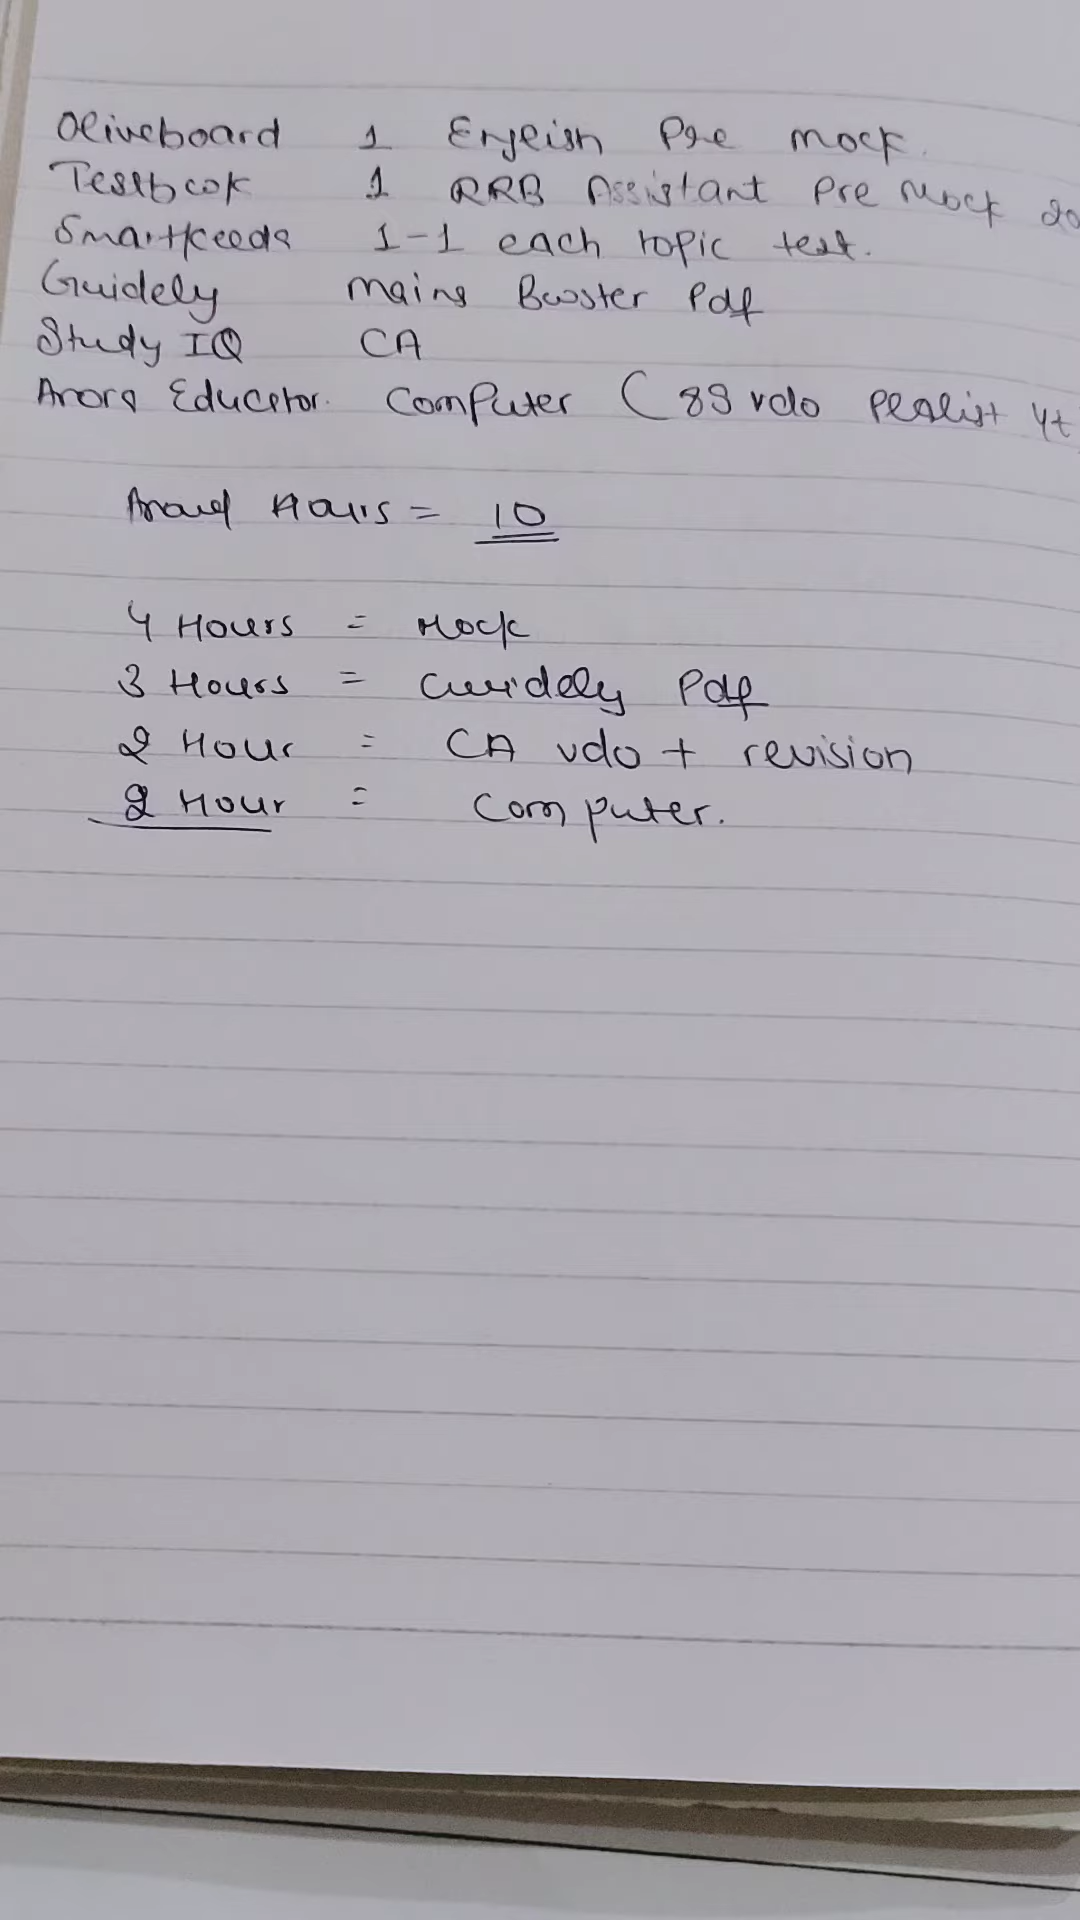 Oliveboard 1 English Pre mock.
Testbook 1 RRB Assistant Pre Mock 20
Smartkeeda 1-1 each topic test.
Guidely mains Booster Pdf
Study IQ CA
Arora Educator. Computer ( 89 vdo Playlist yt
Hours = 10
4 Hours = Mock
3 Hours = Guidely Pdf
2 Hour = CA vdo + revision
2 Hour = Computer.